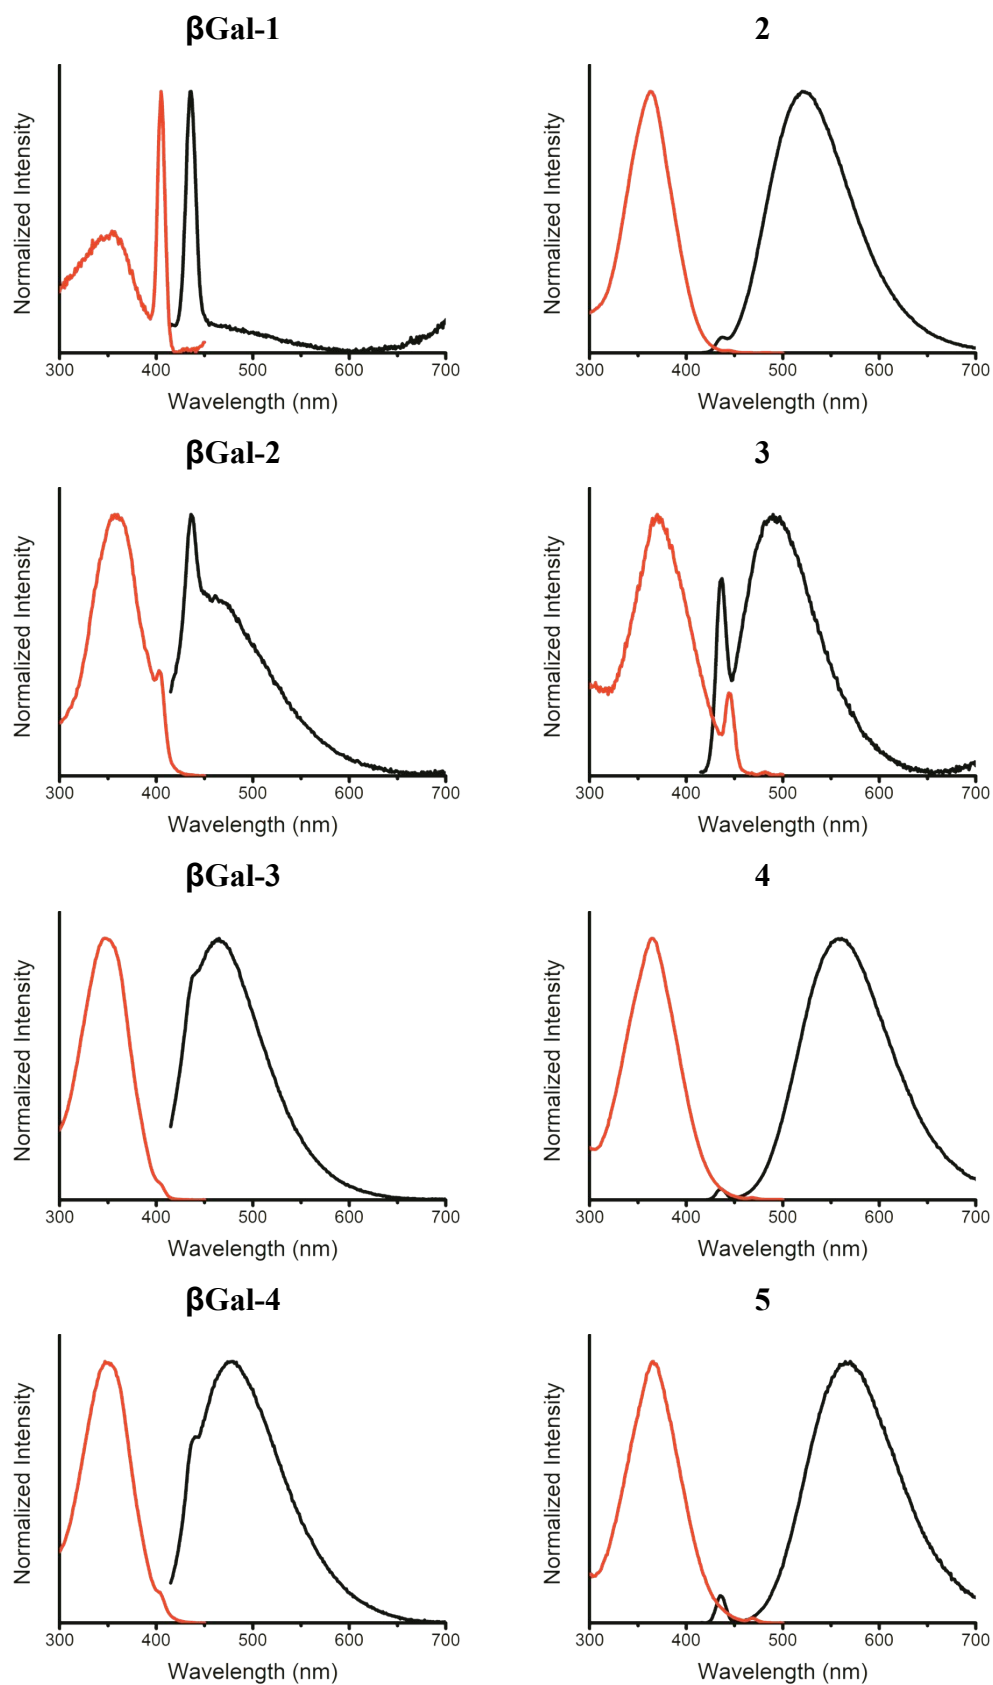 βGal-1
Normalized Intensity
300 400 500 600 700
Wavelength (nm)
2
Normalized Intensity
300 400 500 600 700
Wavelength (nm)
βGal-2
Normalized Intensity
300 400 500 600 700
Wavelength (nm)
3
Normalized Intensity
300 400 500 600 700
Wavelength (nm)
βGal-3
Normalized Intensity
300 400 500 600 700
Wavelength (nm)
4
Normalized Intensity
300 400 500 600 700
Wavelength (nm)
βGal-4
Normalized Intensity
300 400 500 600 700
Wavelength (nm)
5
Normalized Intensity
300 400 500 600 700
Wavelength (nm)